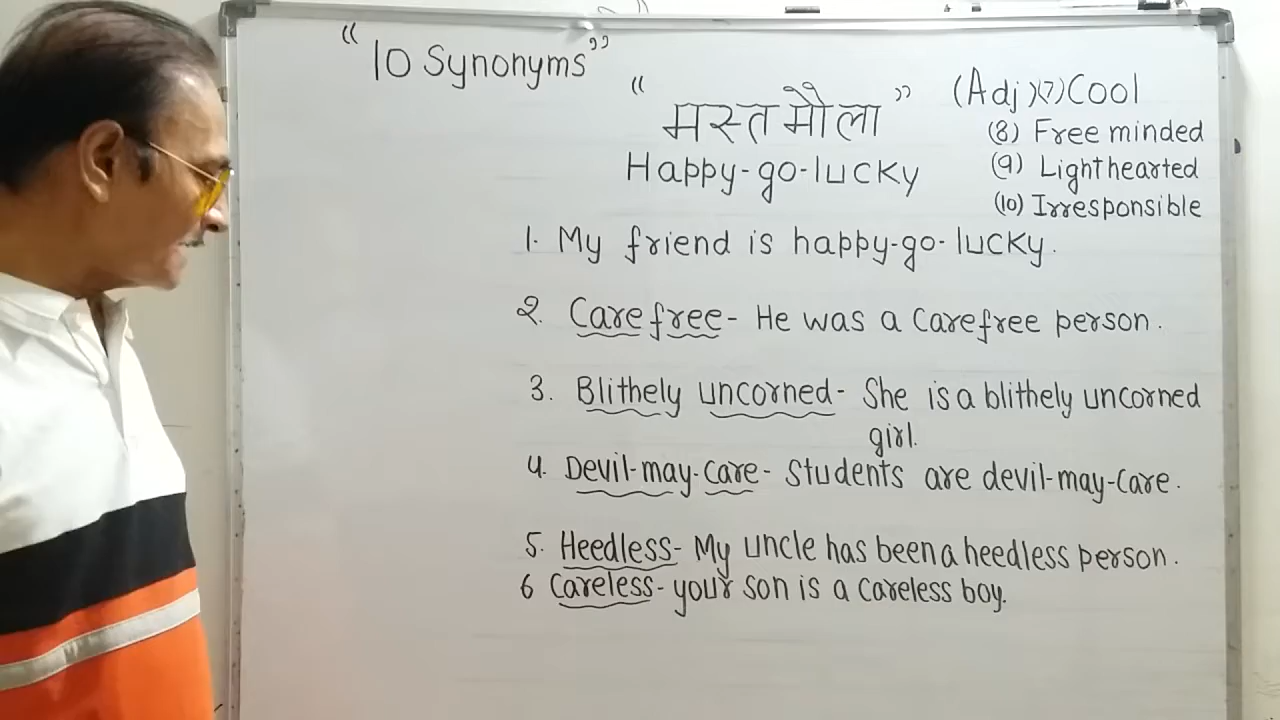 “10 Synonyms”
“मस्तमौला” (Adj)(7) Cool
(8) Free minded
Happy-go-lucky (9) Lighthearted
(10) Irresponsible
1. My friend is happy-go-lucky.
2. Carefree- He was a carefree person.
3. Blithely uncorned- She is a blithely uncorned
girl.
4. Devil-may-care- Students are devil-may-care.
5. Heedless- My uncle has been a heedless person.
6 Careless- your son is a careless boy.